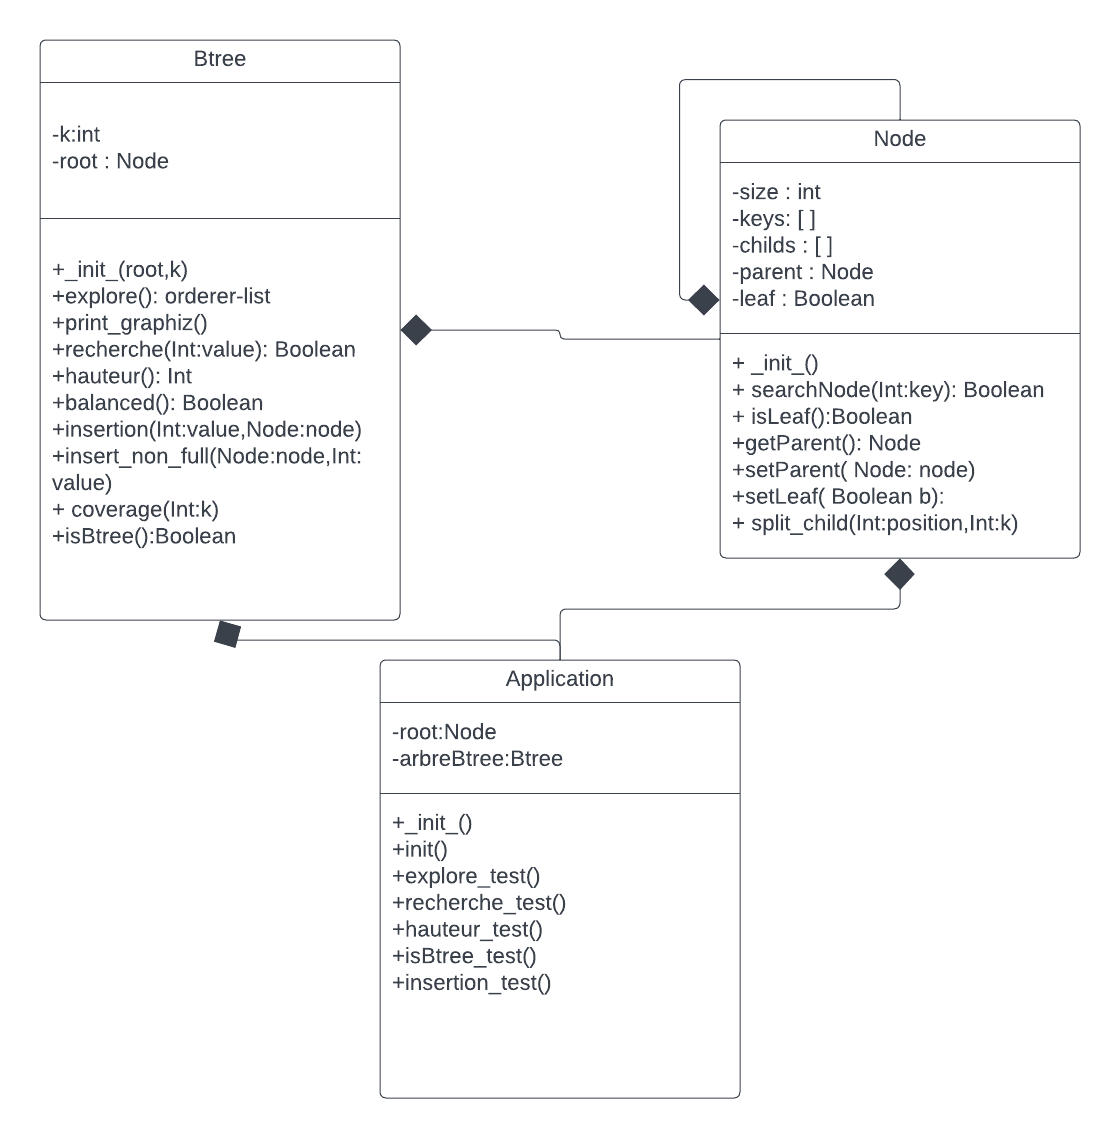 Btree
-k:int
-root : Node
+_init_(root,k)
+explore(): orderer-list
+print_graphiz()
+recherche(Int:value): Boolean
+hauteur(): Int
+balanced(): Boolean
+insertion(Int:value,Node:node)
+insert_non_full(Node:node,Int:
value)
+ coverage(Int:k)
+isBtree():Boolean
Node
-size : int
-keys: [ ]
-childs : [ ]
-parent : Node
-leaf : Boolean
+ _init_()
+ searchNode(Int:key): Boolean
+ isLeaf():Boolean
+getParent(): Node
+setParent( Node: node)
+setLeaf( Boolean b):
+ split_child(Int:position,Int:k)
Application
-root:Node
-arbreBtree:Btree
+_init_()
+init()
+explore_test()
+recherche_test()
+hauteur_test()
+isBtree_test()
+insertion_test()